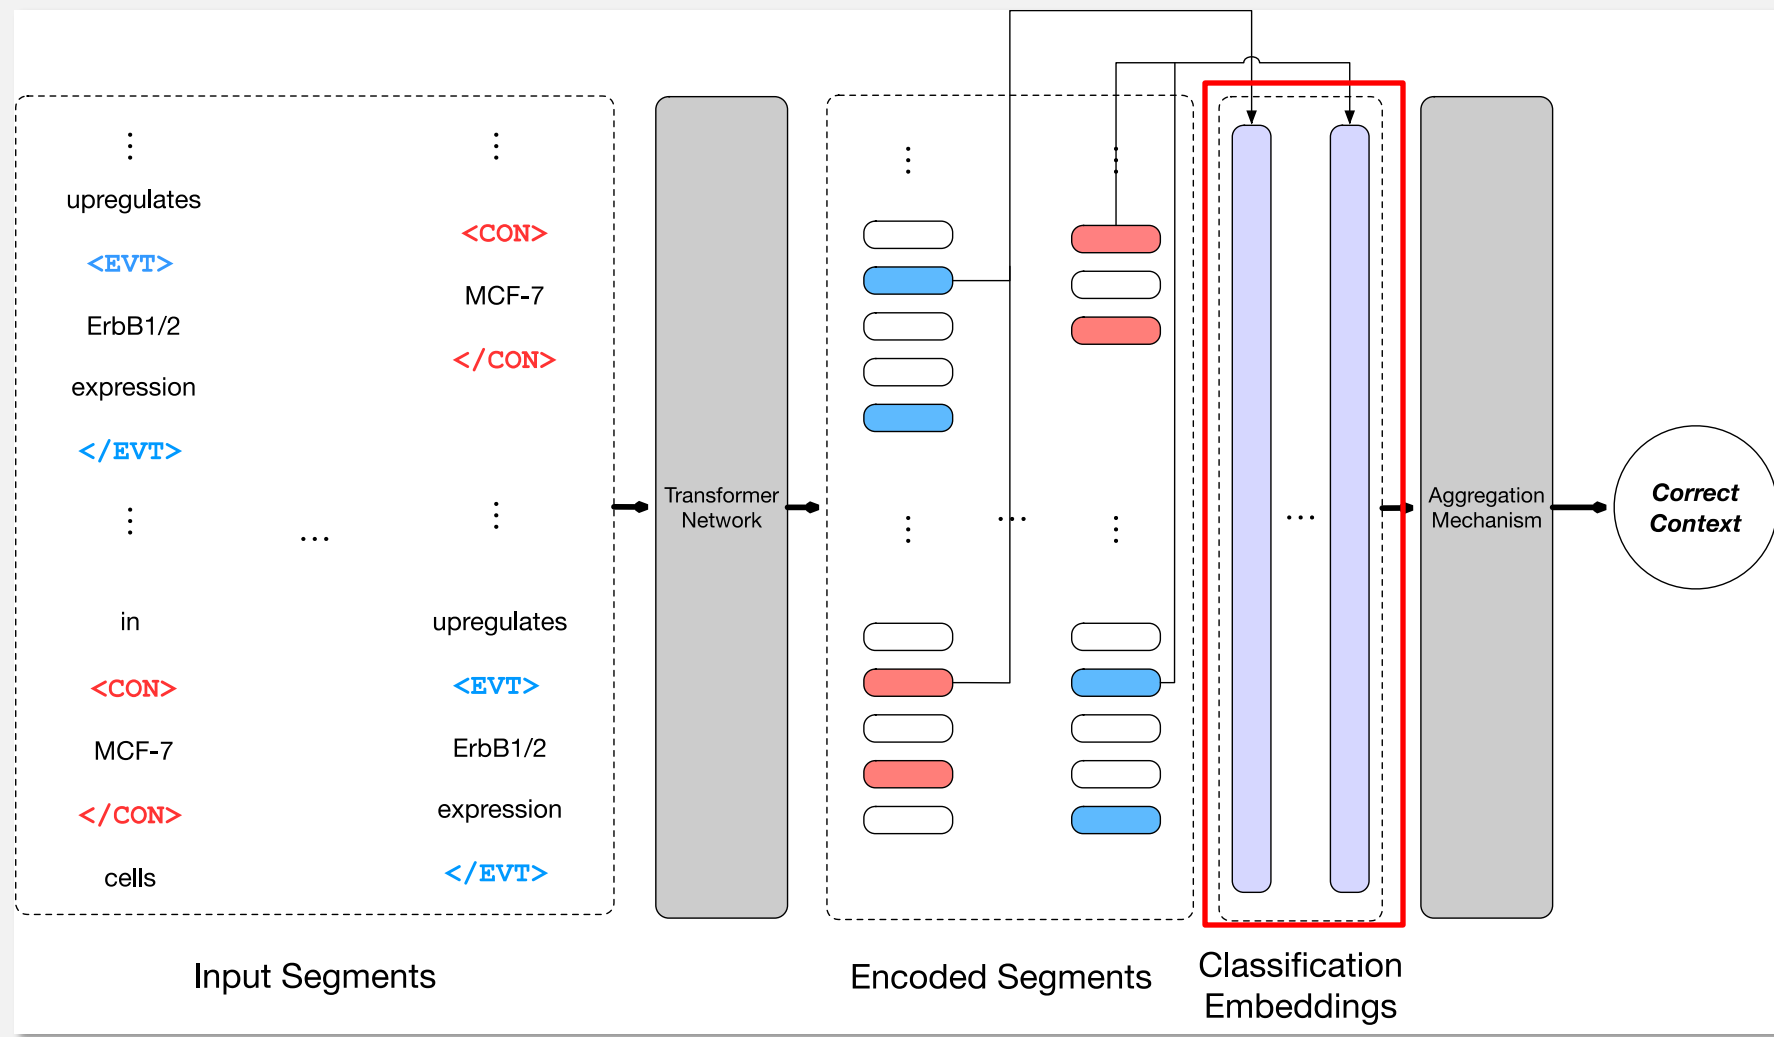 upregulates
<EVT>
ErbB1/2
expression
</EVT>
...
in
<CON>
MCF-7
</CON>
cells
<CON>
MCF-7
</CON>
upregulates
<EVT>
ErbB1/2
expression
</EVT>
Input Segments
Transformer
Network
...
Encoded Segments
...
Classification
Embeddings
Aggregation
Mechanism
Correct
Context